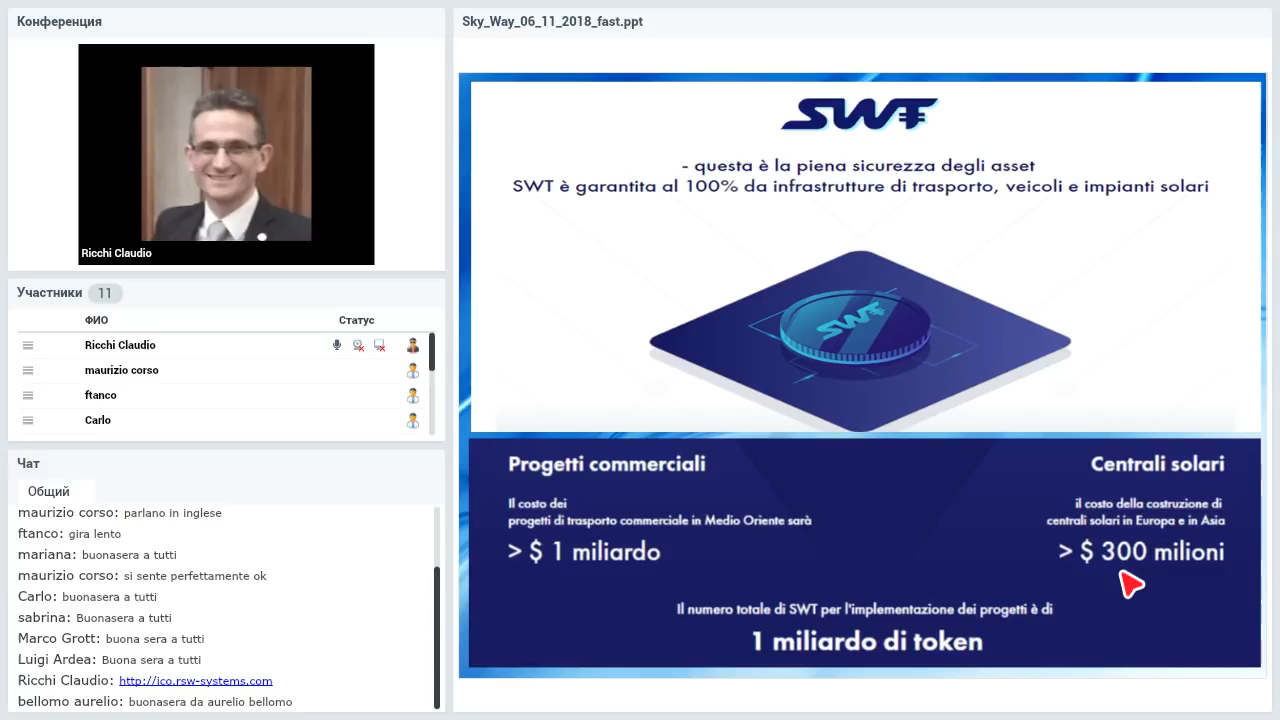 Конференция
Ricchi Claudio
Участники 11
ФИО Статус
Ricchi Claudio
maurizio corso
ftanco
Carlo
Чат
Общий
maurizio corso: parlano in inglese
ftanco: gira lento
mariana: buonasera a tutti
maurizio corso: si sente perfettamente ok
Carlo: buonasera a tutti
sabrina: Buonasera a tutti
Marco Grott: buona sera a tutti
Luigi Ardea: Buona sera a tutti
Ricchi Claudio: http://ico.rsw-systems.com
bellomo aurelio: buonasera da aurelio bellomo
Sky_Way_06_11_2018_fast.ppt
SWT
- questa è la piena sicurezza degli asset
SWT è garantita al 100% da infrastrutture di trasporto, veicoli e impianti solari
SWT
Progetti commerciali
Il costo dei
progetti di trasporto commerciale in Medio Oriente sarà
> $ 1 miliardo
Centrali solari
il costo della costruzione di
centrali solari in Europa e in Asia
> $ 300 milioni
Il numero totale di SWT per l'implementazione dei progetti è di
1 miliardo di token